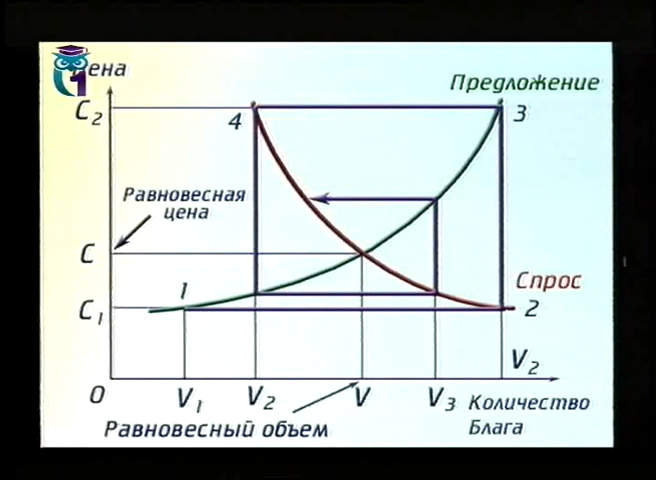 Цена
Предложение
C2
4
3
Равновесная
цена
C
1
Спрос
C1
2
V2
0
V1
V2
V
V3
Количество
Блага
Равновесный объем
1